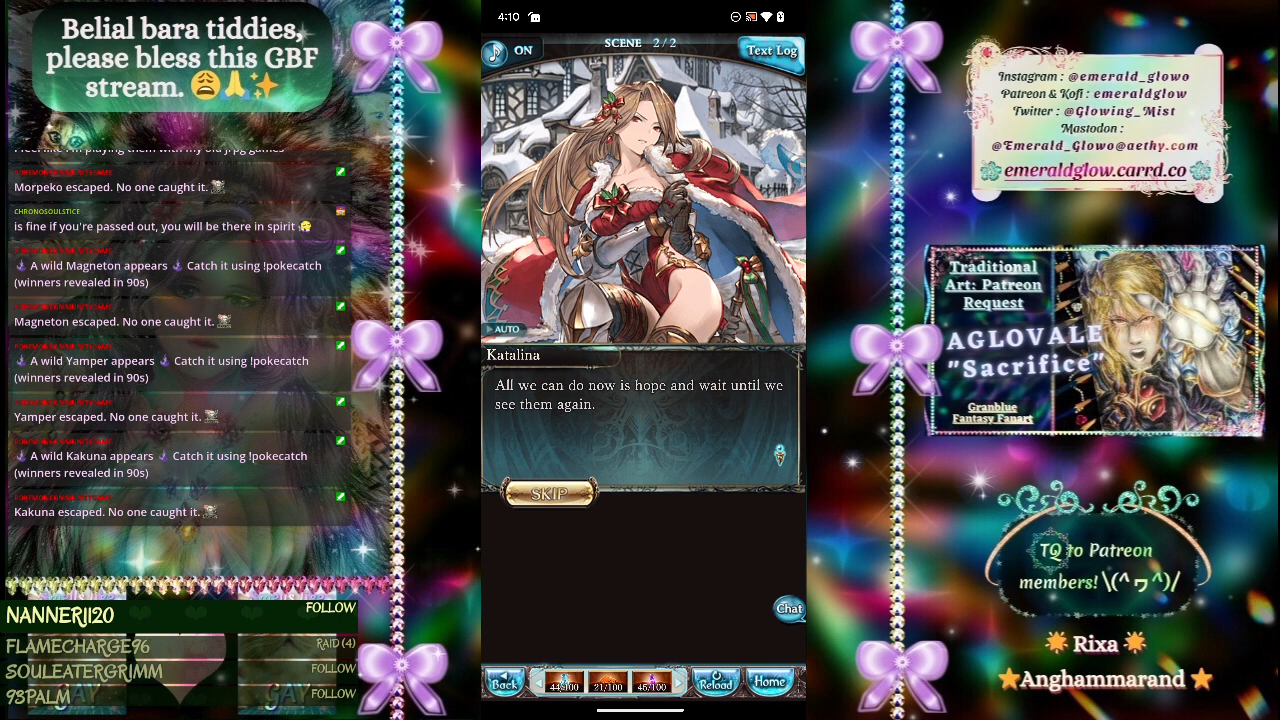 Belial bara tiddies,
please bless this GBF
stream. 😩🙏✨
Morpeko escaped. No one caught it.
CHRONOSOULSTICE
is fine if you're passed out, you will be there in spirit
A wild Magneton appears Catch it using !pokecatch
(winners revealed in 90s)
Magneton escaped. No one caught it.
A wild Yamper appears Catch it using !pokecatch
(winners revealed in 90s)
Yamper escaped. No one caught it.
A wild Kakuna appears Catch it using !pokecatch
(winners revealed in 90s)
Kakuna escaped. No one caught it.
NANNERJ120 FOLLOW
FLAMECHARGE96 RAID (4)
SOULEATERGRIMM FOLLOW
93PALM FOLLOW
4:10
ON
SCENE 2/2
Text Log
AUTO
Katalina
All we can do now is hope and wait until we
see them again.
SKIP
Chat
Back
44/100
21/100
45/100
Reload
Home
Instagram : @emerald_glowo
Patreon & Kofi : emeraldglow
Twitter : @Glowing_Mist
Mastodon :
@Emerald_Glowo@aethy.com
emeraldglow.carrd.co
Traditional
Art: Patreon
Request
AGLOVALE
"Sacrifice"
Granblue
Fantasy Fanart
TQ to Patreon
members! \(^ ヮ ^)/
Rixa
Anghammarand